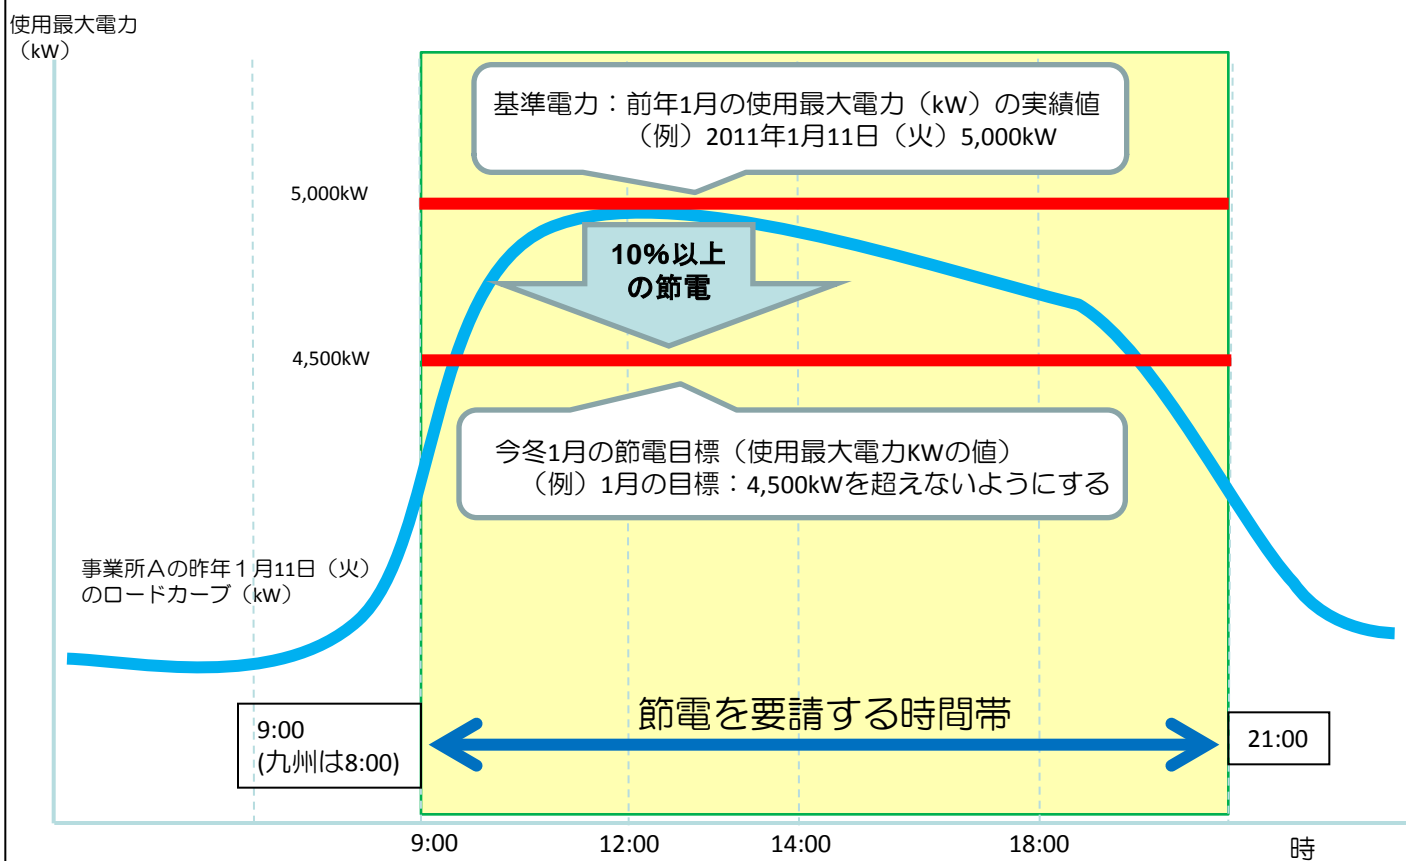 使用最大電力
（kW）
基準電力：前年1月の使用最大電力（kW）の実績値
（例）2011年1月11日（火）5,000kW
5,000kW
10%以上
の節電
4,500kW
今冬1月の節電目標（使用最大電力KWの値）
（例）1月の目標：4,500kWを超えないようにする
事業所Aの昨年１月11日（火）
のロードカーブ（kW）
節電を要請する時間帯
9:00
(九州は8:00)
21:00
9:00
12:00
14:00
18:00
時